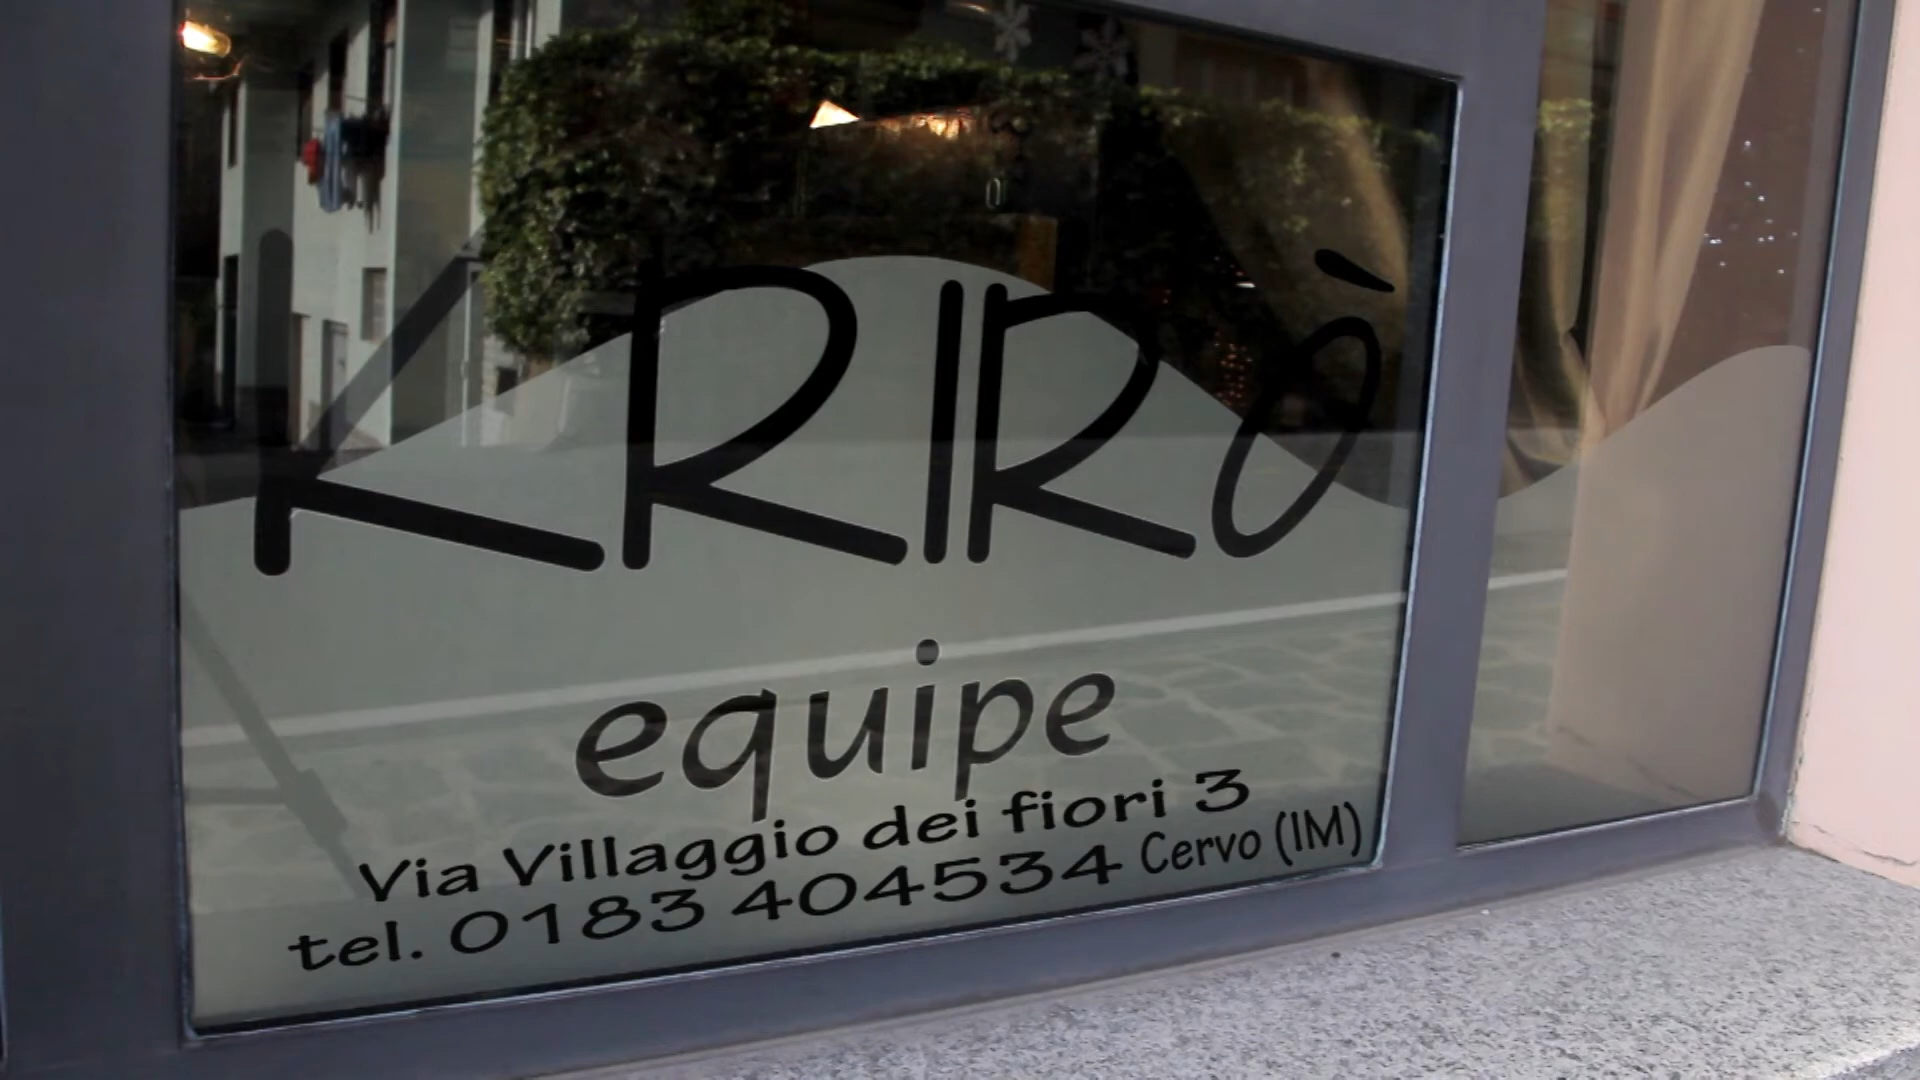 KRIRÒ
equipe
Via Villaggio dei fiori 3
tel. 0183 404534 Cervo (IM)